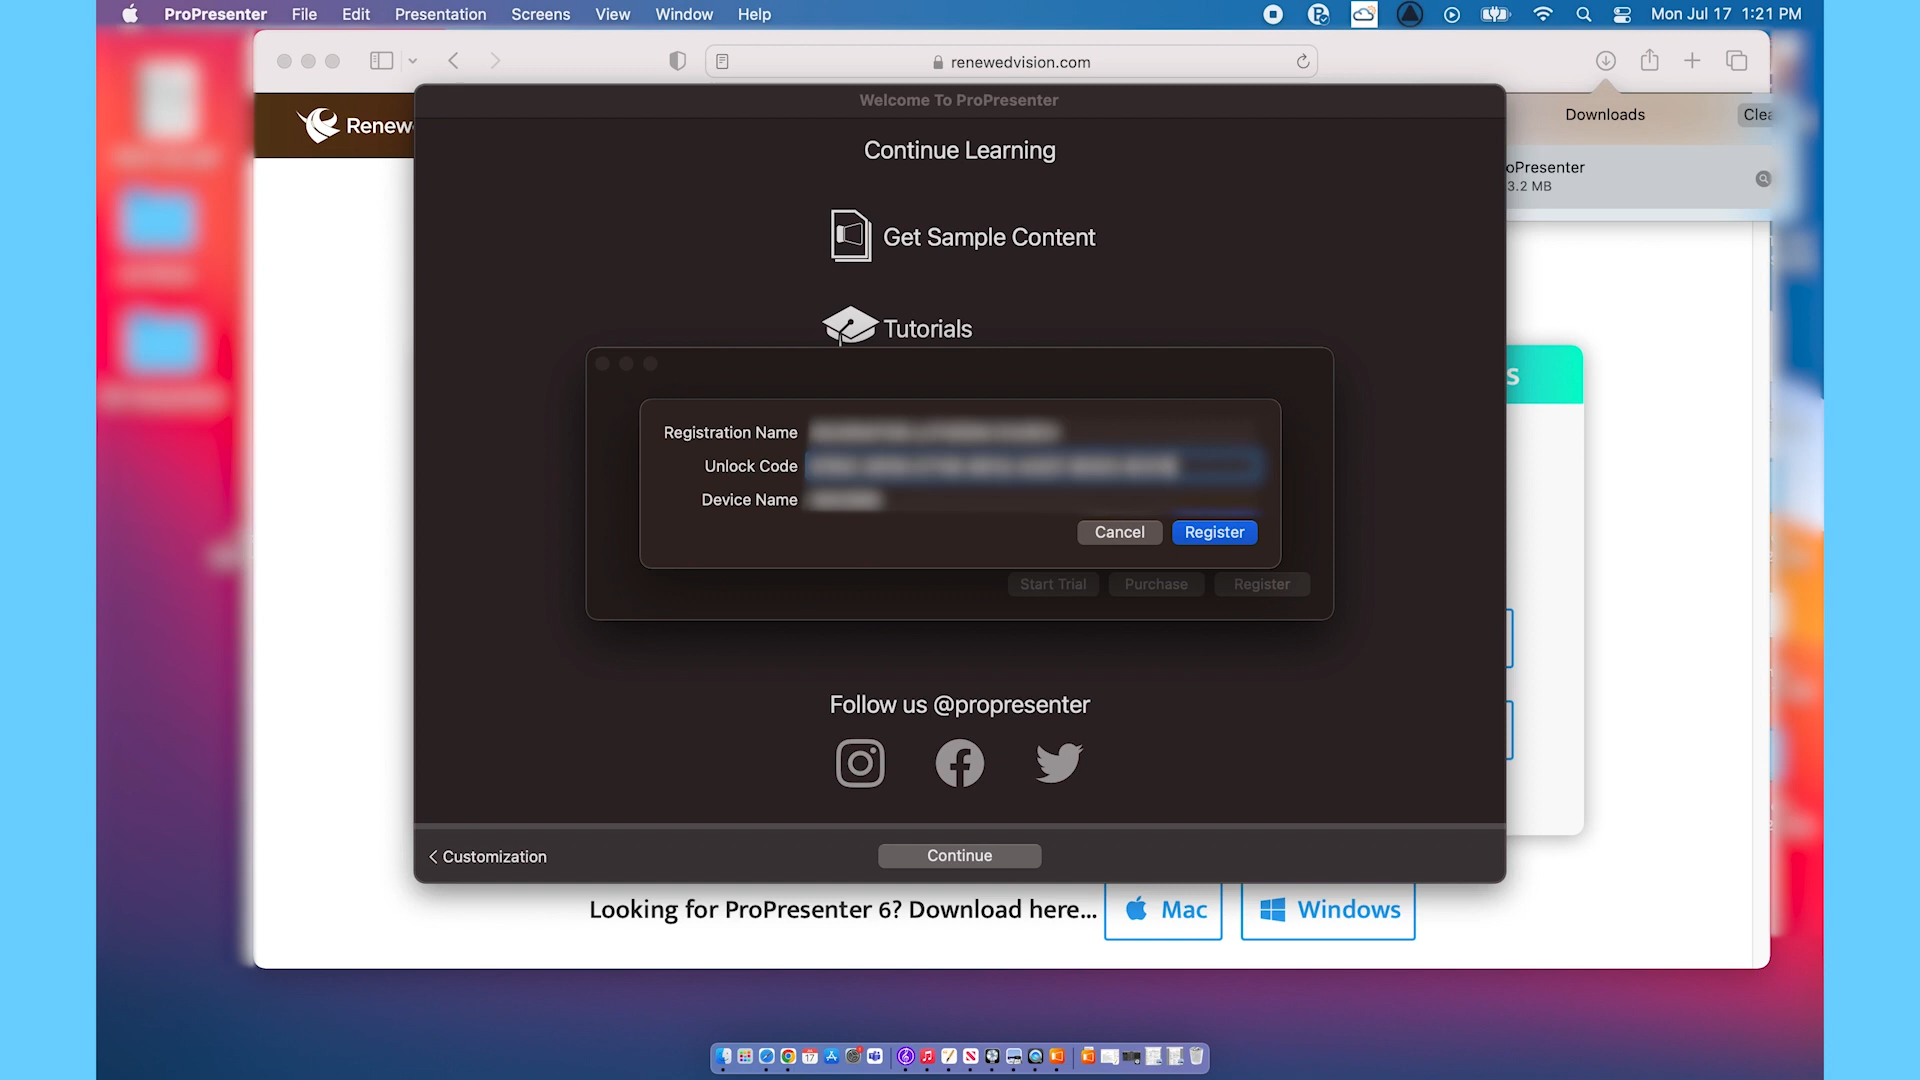 ProPresenter File Edit Presentation Screens View Window Help Mon Jul 17 1:21 PM
renewedvision.com
Welcome To ProPresenter
Downloads
Continue Learning
3.2 MB
Get Sample Content
Tutorials
Registration Name
Unlock Code
Device Name
Cancel Register
Start Trial Purchase Register
Follow us @propresenter
Customization
Continue
Looking for ProPresenter 6? Download here...
Mac
Windows